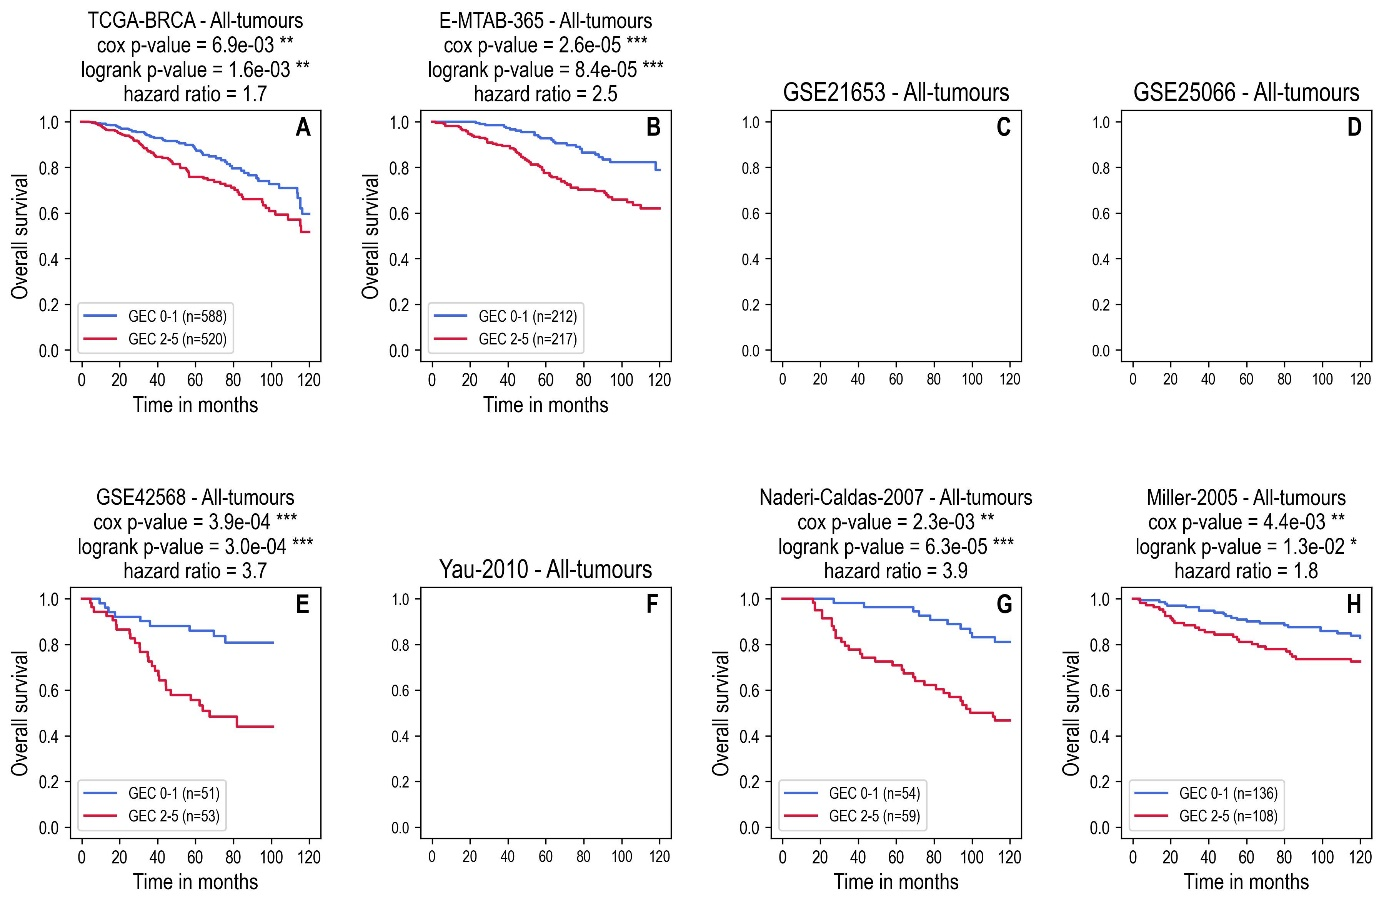 TCGA-BRCA - All-tumours
cox p-value = 6.9e-03 **
logrank p-value = 1.6e-03 **
hazard ratio = 1.7
A
Overall survival
1.0
0.8
0.6
0.4
0.2
0.0
GEC 0-1 (n=588)
GEC 2-5 (n=520)
0 20 40 60 80 100 120
Time in months
E-MTAB-365 - All-tumours
cox p-value = 2.6e-05 ***
logrank p-value = 8.4e-05 ***
hazard ratio = 2.5
B
Overall survival
1.0
0.8
0.6
0.4
0.2
0.0
GEC 0-1 (n=212)
GEC 2-5 (n=217)
0 20 40 60 80 100 120
Time in months
GSE21653 - All-tumours
C
1.0
0.8
0.6
0.4
0.2
0.0
0 20 40 60 80 100 120
GSE25066 - All-tumours
D
1.0
0.8
0.6
0.4
0.2
0.0
0 20 40 60 80 100 120
GSE42568 - All-tumours
cox p-value = 3.9e-04 ***
logrank p-value = 3.0e-04 ***
hazard ratio = 3.7
E
Overall survival
1.0
0.8
0.6
0.4
0.2
0.0
GEC 0-1 (n=51)
GEC 2-5 (n=53)
0 20 40 60 80 100 120
Time in months
Yau-2010 - All-tumours
F
1.0
0.8
0.6
0.4
0.2
0.0
0 20 40 60 80 100 120
Naderi-Caldas-2007 - All-tumours
cox p-value = 2.3e-03 **
logrank p-value = 6.3e-05 ***
hazard ratio = 3.9
G
Overall survival
1.0
0.8
0.6
0.4
0.2
0.0
GEC 0-1 (n=54)
GEC 2-5 (n=59)
0 20 40 60 80 100 120
Time in months
Miller-2005 - All-tumours
cox p-value = 4.4e-03 **
logrank p-value = 1.3e-02 *
hazard ratio = 1.8
H
Overall survival
1.0
0.8
0.6
0.4
0.2
0.0
GEC 0-1 (n=136)
GEC 2-5 (n=108)
0 20 40 60 80 100 120
Time in months